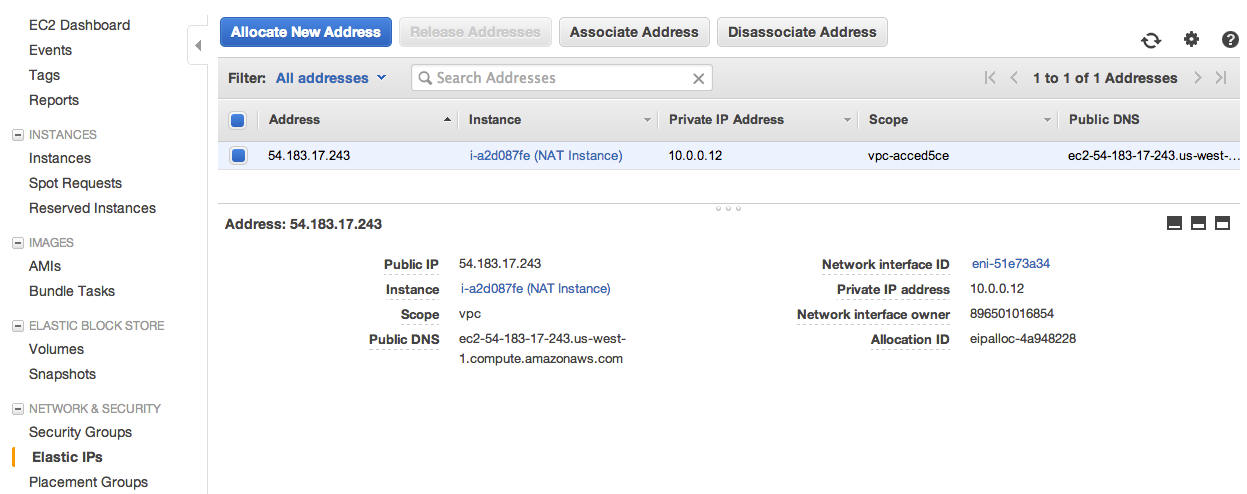 EC2 Dashboard
Events
Tags
Reports
INSTANCES
Instances
Spot Requests
Reserved Instances
IMAGES
AMIs
Bundle Tasks
ELASTIC BLOCK STORE
Volumes
Snapshots
NETWORK & SECURITY
Security Groups
Elastic IPs
Placement Groups
Allocate New Address Release Addresses Associate Address Disassociate Address
Filter: All addresses Search Addresses 1 to 1 of 1 Addresses
Address Instance Private IP Address Scope Public DNS
54.183.17.243 i-a2d087fe (NAT Instance) 10.0.0.12 vpc-acced5ce ec2-54-183-17-243.us-west-...
Address: 54.183.17.243
Public IP 54.183.17.243
Instance i-a2d087fe (NAT Instance)
Scope vpc
Public DNS ec2-54-183-17-243.us-west-
1.compute.amazonaws.com
Network interface ID eni-51e73a34
Private IP address 10.0.0.12
Network interface owner 896501016854
Allocation ID eipalloc-4a948228